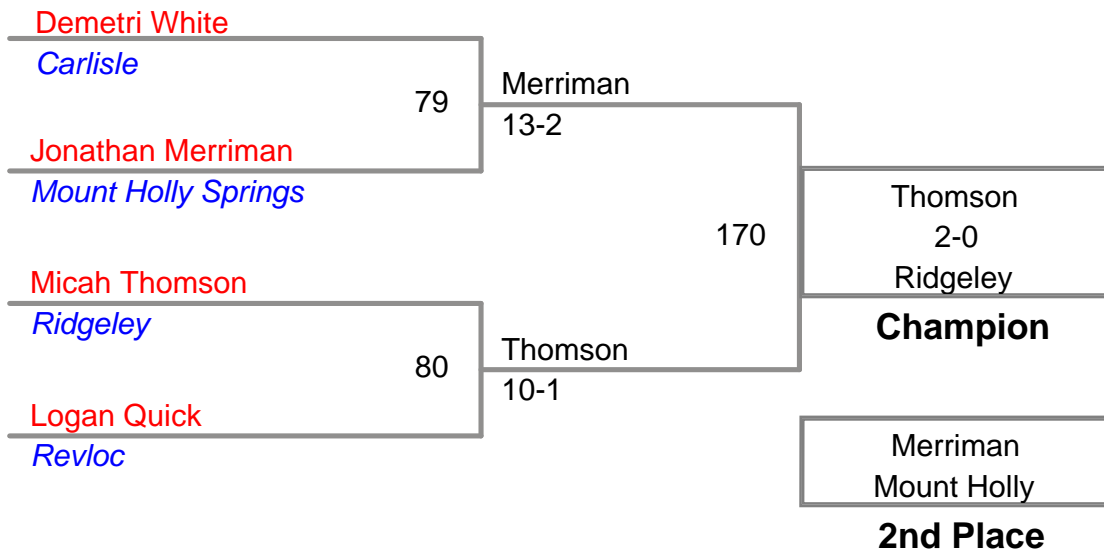 Demetri White
Carlisle
79
Merriman
13-2
Jonathan Merriman
Mount Holly Springs
170
Thomson
2-0
Ridgeley
Champion
Micah Thomson
Ridgeley
80
Thomson
10-1
Logan Quick
Revloc
Merriman
Mount Holly
2nd Place